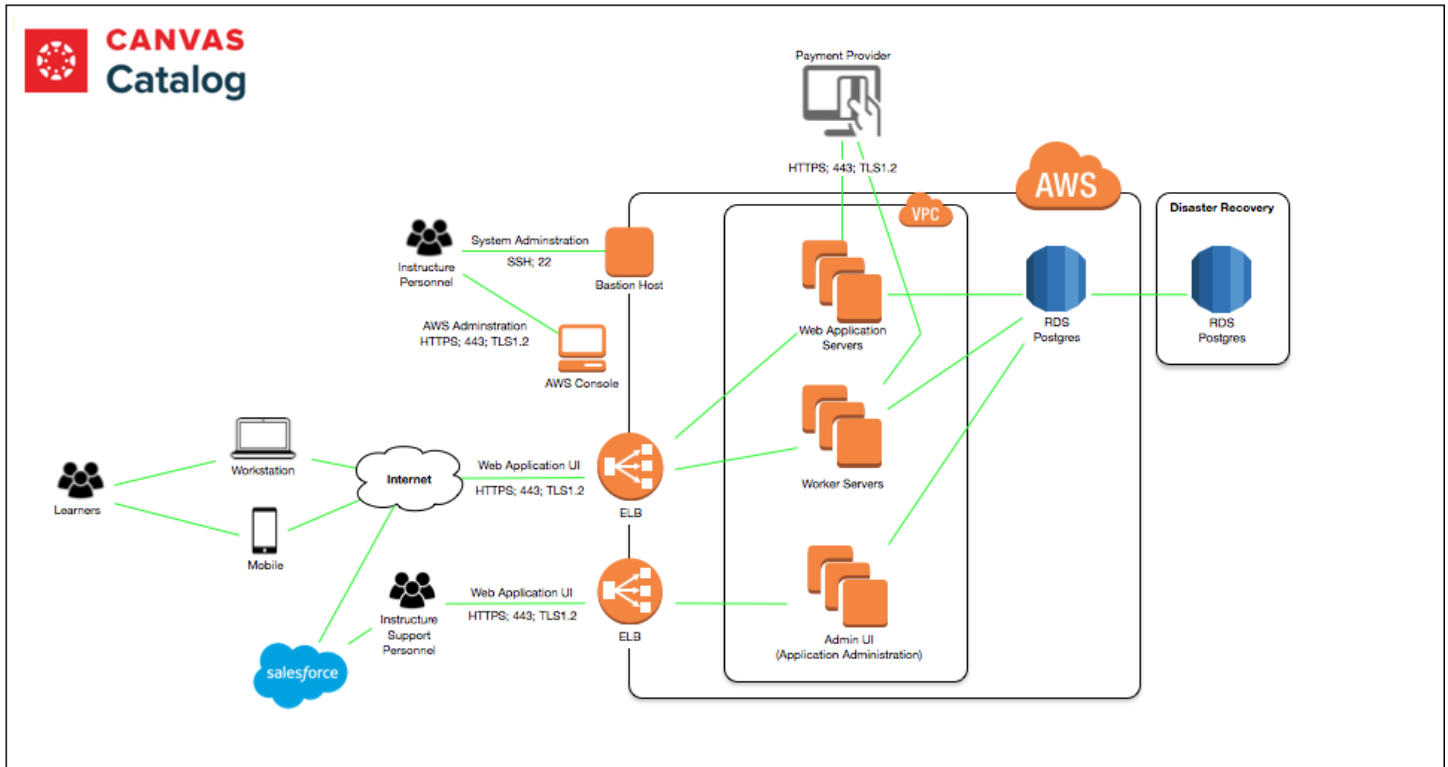 CANVAS
Catalog
Payment Provider
HTTPS; 443; TLS1.2
AWS
VPC
Disaster Recovery
System Adminstration
SSH; 22
Instructure
Personnel
Bastion Host
AWS Adminstration
HTTPS; 443; TLS1.2
AWS Console
Web Application
Servers
RDS
Postgres
RDS
Postgres
Workstation
Internet
Web Application UI
HTTPS; 443; TLS1.2
ELB
Worker Servers
Learners
Mobile
Web Application UI
HTTPS; 443; TLS1.2
Instructure
Support
Personnel
ELB
Admin UI
(Application Administration)
salesforce